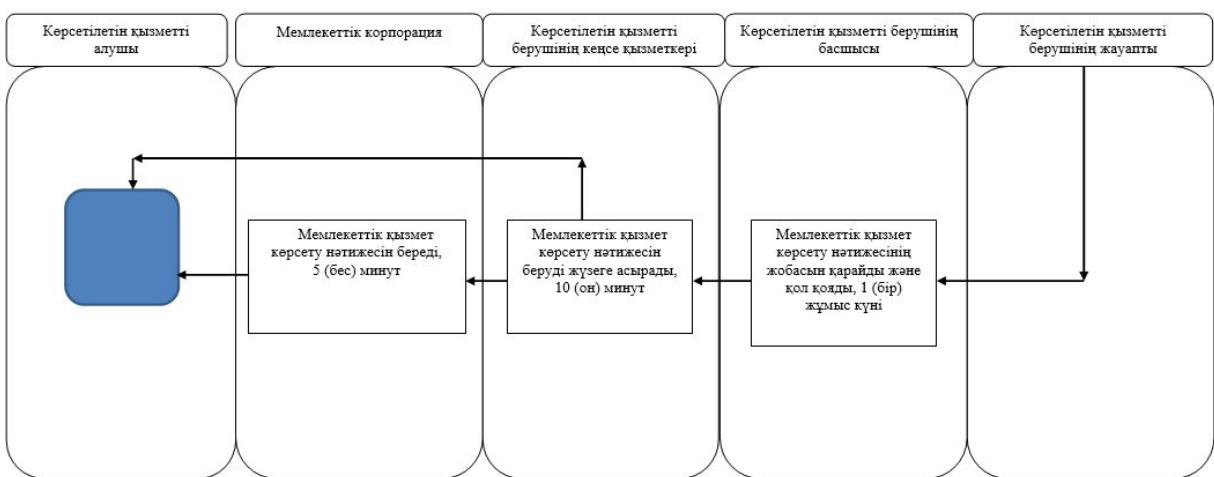 Көрсетілетін қызметті
алушы
Мемлекеттік корпорация
Көрсетілетін қызметті
берушінің кеңсе қызметкері
Көрсетілетін қызметті берушінің
басшысы
Көрсетілетін қызметті
берушінің жауапты
Мемлекеттік қызмет
көрсету нәтижесін береді,
5 (бес) минут
Мемлекеттік қызмет
көрсету нәтижесін
беруді жүзеге асырады,
10 (он) минут
Мемлекеттік қызмет
көрсету нәтижесінің
жобасын қарайды және
қол қояды, 1 (бір)
жұмыс күні